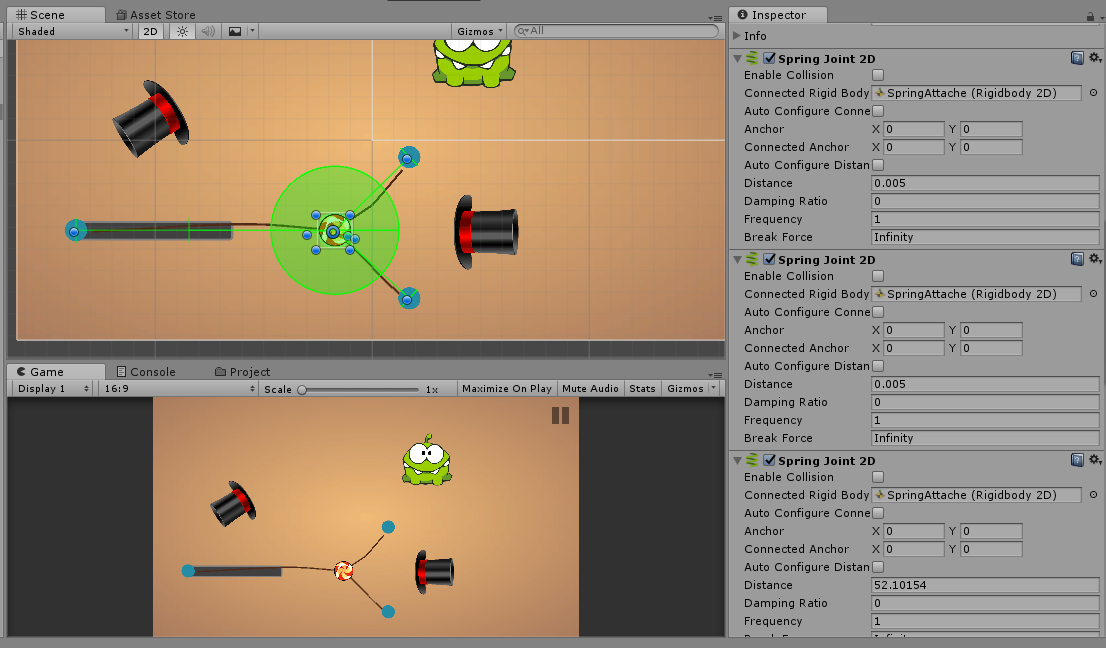 Scene
Asset Store
Shaded
2D
Gizmos
All
Game
Console
Project
Display 1
16:9
Scale
1x
Maximize On Play
Mute Audio
Stats
Gizmos
Inspector
Info
Spring Joint 2D
Enable Collision
Connected Rigid Body
SpringAttache (Rigidbody 2D)
Auto Configure Conne
Anchor X 0 Y 0
Connected Anchor X 0 Y 0
Auto Configure Distan
Distance 0.005
Damping Ratio 0
Frequency 1
Break Force Infinity
Spring Joint 2D
Enable Collision
Connected Rigid Body SpringAttache (Rigidbody 2D)
Auto Configure Conne
Anchor X 0 Y 0
Connected Anchor X 0 Y 0
Auto Configure Distan
Distance 0.005
Damping Ratio 0
Frequency 1
Break Force Infinity
Spring Joint 2D
Enable Collision
Connected Rigid Body SpringAttache (Rigidbody 2D)
Auto Configure Conne
Anchor X 0 Y 0
Connected Anchor X 0 Y 0
Auto Configure Distan
Distance 52.10154
Damping Ratio 0
Frequency 1